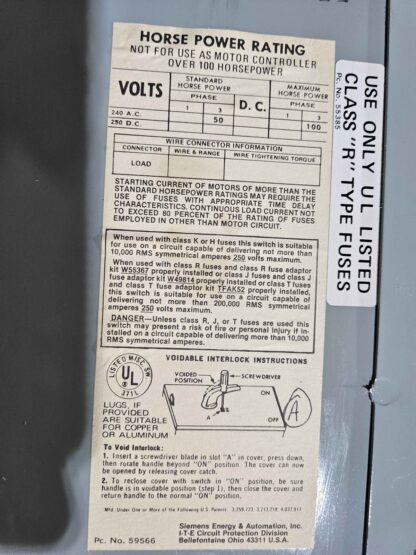 HORSE POWER RATING
NOT FOR USE AS MOTOR CONTROLLER
OVER 100 HORSEPOWER
VOLTS
STANDARD
HORSE POWER
PHASE
1 3
D.C.
MAXIMUM
HORSE POWER
PHASE
1 3
240 A.C.
250 D.C.
50
100
WIRE CONNECTOR INFORMATION
CONNECTOR WIRE & RANGE WIRE TIGHTENING TORQUE
LOAD
STARTING CURRENT OF MOTORS OF MORE THAN THE
STANDARD HORSEPOWER RATINGS MAY REQUIRE THE
USE OF FUSES WITH APPROPRIATE TIME DELAY
CHARACTERISTICS. CONTINUOUS LOAD CURRENT NOT
TO EXCEED 80 PERCENT OF THE RATING OF FUSES
EMPLOYED IN OTHER THAN MOTOR CIRCUIT.
When used with class K or H fuses this switch is suitable
for use on a circuit capable of delivering not more than
10,000 RMS symmetrical amperes 250 volts maximum.
When used with class R fuses and class R fuse adaptor
kit W55367 properly installed or class J fuses and class J
fuse adaptor kit W49814 properly installed or class T fuses
and class T fuse adaptor kit TFAK52 properly installed,
this switch is suitable for use on a circuit capable of
delivering not more than 200,000 RMS symmetrical
amperes 250 volts maximum.
DANGER—Unless class R, J, or T fuses are used this
switch may present a risk of fire or personal injury if in-
stalled on a circuit capable of delivering more than 10,000
RMS symmetrical amperes.
VOIDABLE INTERLOCK INSTRUCTIONS
LISTED MISC. SW
UL
371L
VOIDED
POSITION
SCREWDRIVER
ON
OFF
A
A
LUGS, IF
PROVIDED
ARE SUITABLE
FOR COPPER
OR ALUMINUM
To Void Interlock:
1. Insert a screwdriver blade in slot "A" in cover, press down,
then rotate handle beyond "ON" position. The cover can now
be opened by releasing cover catch.
2. To reclose cover with switch in "ON" position, be sure
handle is in voidable position (step 1), then close the cover and
return handle to the normal "ON" position.
Mfd. Under One or More of the Following U.S. Patents
Siemens Energy & Automation, Inc.
I-T-E Circuit Protection Division
Bellefontaine Ohio 43311 U.S.A.
Pc. No. 59566
USE ONLY UL LISTED
CLASS "R" TYPE FUSES
Pc. No. 55385